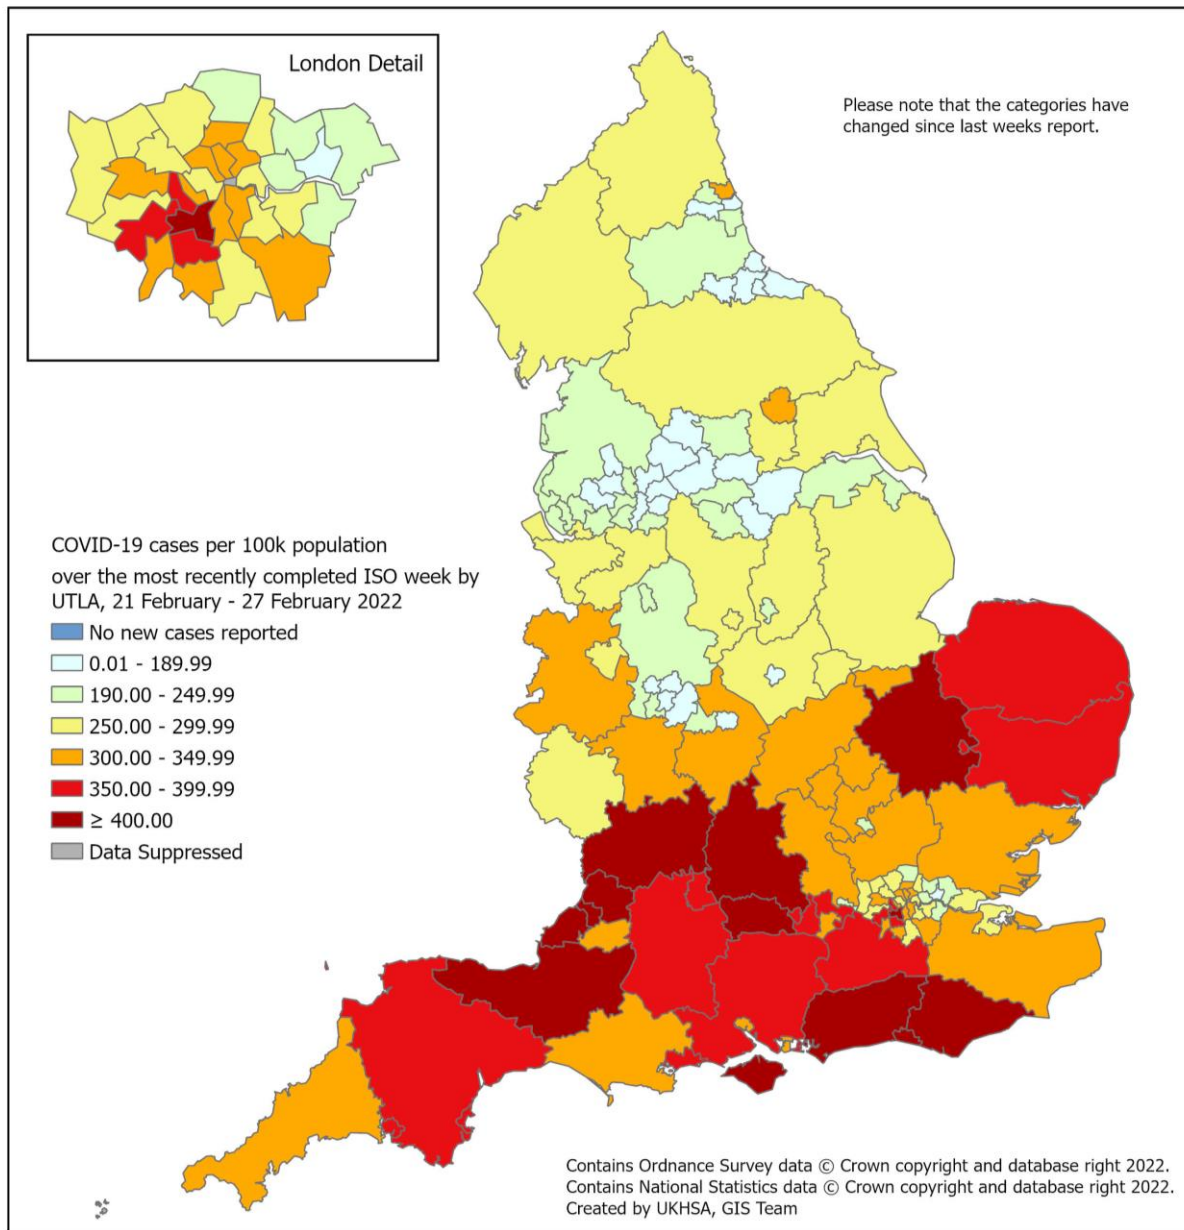 London Detail
Please note that the categories have
changed since last weeks report.
COVID-19 cases per 100k population
over the most recently completed ISO week by
UTLA, 21 February - 27 February 2022
No new cases reported
0.01 - 189.99
190.00 - 249.99
250.00 - 299.99
300.00 - 349.99
350.00 - 399.99
≥ 400.00
Data Suppressed
Contains Ordnance Survey data © Crown copyright and database right 2022.
Contains National Statistics data © Crown copyright and database right 2022.
Created by UKHSA, GIS Team